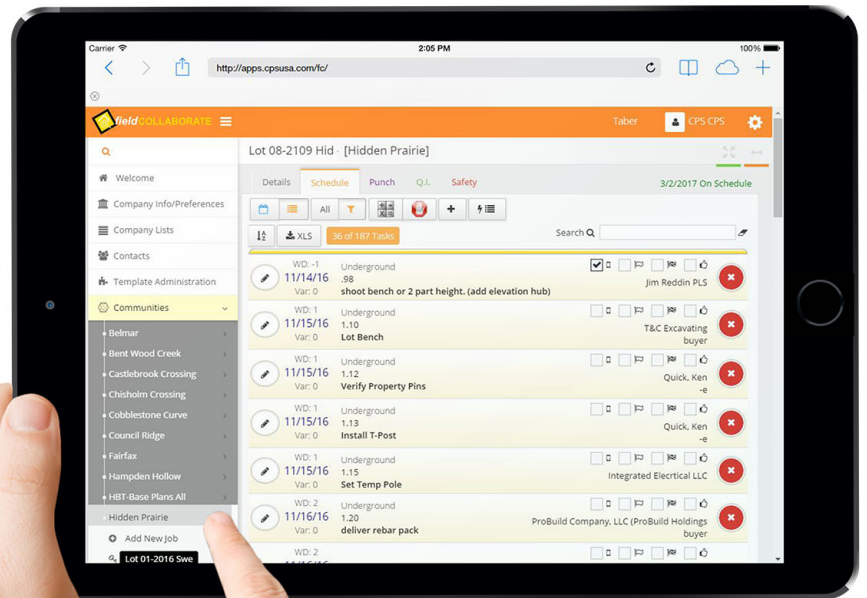 Carrier
2:05 PM
100%
http://apps.cpsusa.com/fc/
fieldCOLLABORATE
Taber
CPS CPS
Lot 08-2109 Hid - [Hidden Prairie]
Welcome
Company Info/Preferences
Company Lists
Contacts
Template Administration
Communities
Belmar
Bent Wood Creek
Castlebrook Crossing
Chisholm Crossing
Cobblestone Curve
Council Ridge
Fairfax
Hampden Hollow
HBT-Base Plans All
Hidden Prairie
Add New Job
Lot 01-2016 Swe
Details Schedule Punch Q.I. Safety
3/2/2017 On Schedule
All
XLS
36 of 187 Tasks
Search
WD: -1
11/14/16
Var: 0
Underground
.98
shoot bench or 2 part height. (add elevation hub)
Jim Reddin PLS
WD: 1
11/15/16
Var: 0
Underground
1.10
Lot Bench
T&C Excavating
buyer
WD: 1
11/15/16
Var: 0
Underground
1.12
Verify Property Pins
Quick, Ken
-e
WD: 1
11/15/16
Var: 0
Underground
1.13
Install T-Post
Quick, Ken
-e
WD: 1
11/15/16
Var: 0
Underground
1.15
Set Temp Pole
Integrated Elecrtical LLC
WD: 2
11/16/16
Var: 0
Underground
1.20
deliver rebar pack
ProBuild Company, LLC (ProBuild Holdings
buyer
WD: 2
Underground